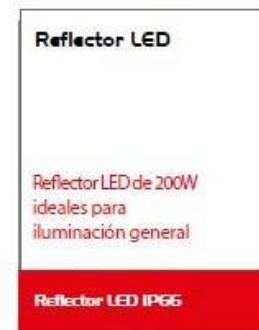 Reflector LED
Reflector LED de 200W
ideales para
iluminación general
Reflector LED IP66